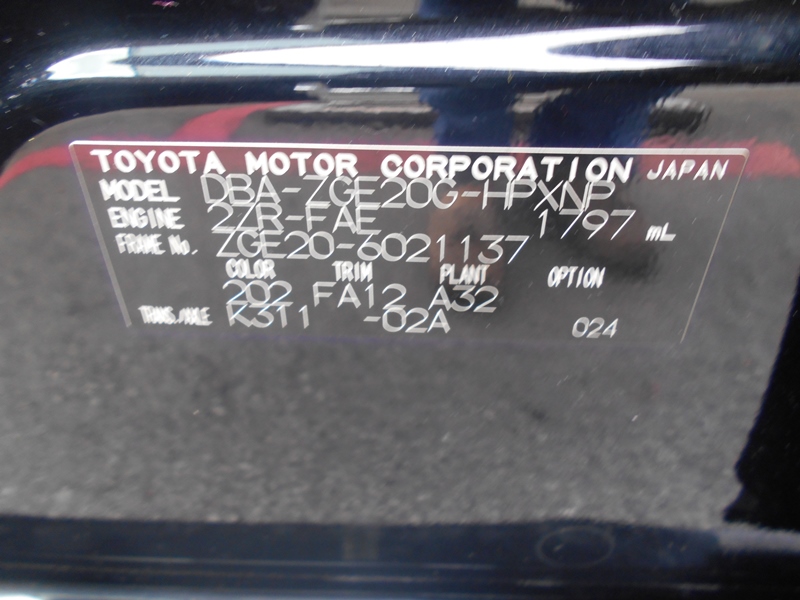 TOYOTA MOTOR CORPORATION JAPAN
MODEL DBA-ZGE20G-HPXNP
ENGINE 2ZR-FAE 1797 mL
FRAME No. ZGE20-6021137
COLOR TRIM PLANT OPTION
202 FA12 A32
TRANS./AXLE K311 -02A 024